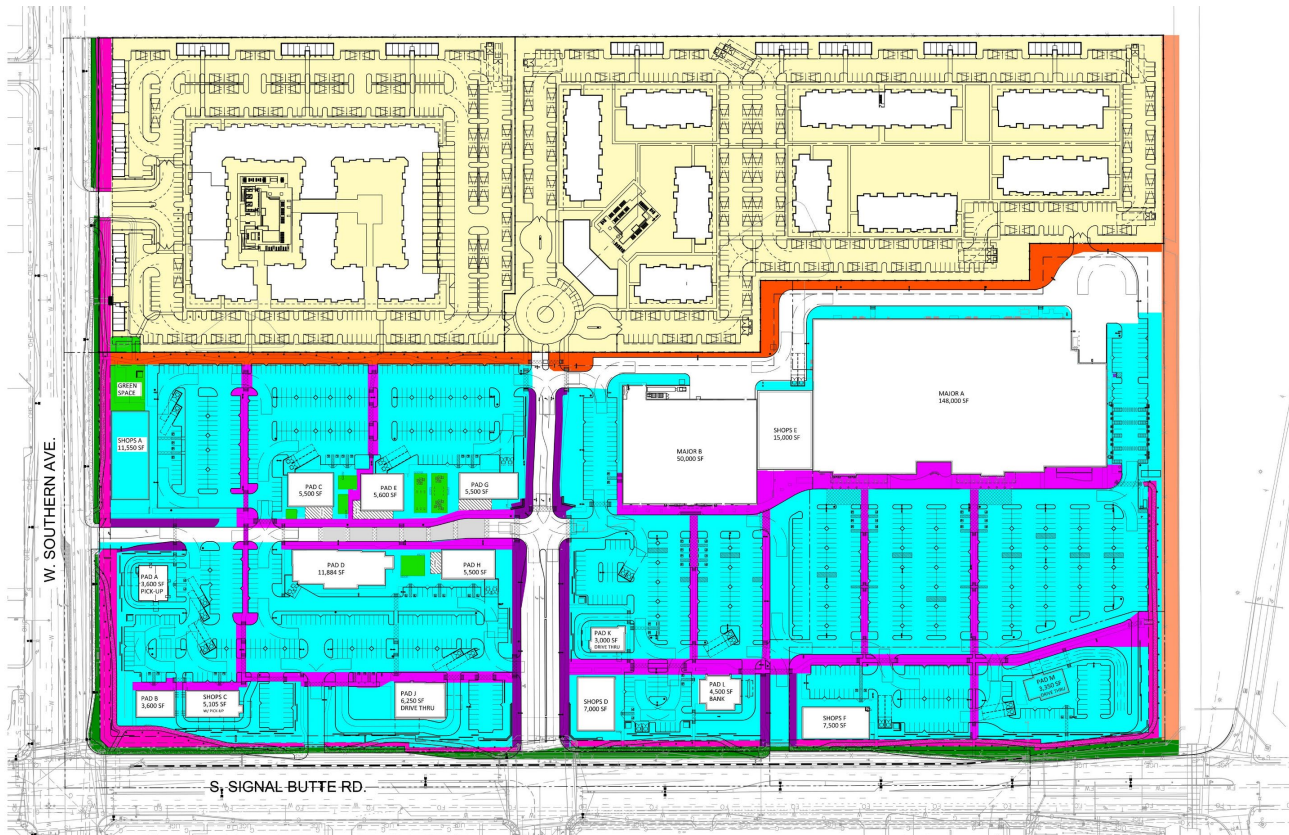 GREEN
SPACE
SHOPS A
11,550 SF
PAD C
5,500 SF
PAD E
5,600 SF
PAD G
5,500 SF
MAJOR B
50,000 SF
SHOPS E
15,000 SF
MAJOR A
148,000 SF
W. SOUTHERN AVE.
PAD A
3,600 SF
PICK-UP
PAD D
11,884 SF
PAD H
5,500 SF
PAD K
3,000 SF
DRIVE THRU
PAD B
3,600 SF
SHOPS C
5,105 SF
W/ PICK-UP
PAD J
6,250 SF
DRIVE THRU
SHOPS D
7,000 SF
PAD L
4,500 SF
BANK
SHOPS F
7,500 SF
PAD M
3,350 SF
DRIVE THRU
S. SIGNAL BUTTE RD.